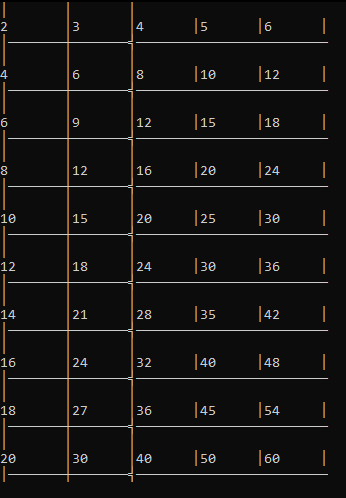 2 |3 |4 |5 |6 |
4 |6 |8 |10 |12 |
6 |9 |12 |15 |18 |
8 |12 |16 |20 |24 |
10 |15 |20 |25 |30 |
12 |18 |24 |30 |36 |
14 |21 |28 |35 |42 |
16 |24 |32 |40 |48 |
18 |27 |36 |45 |54 |
20 |30 |40 |50 |60 |